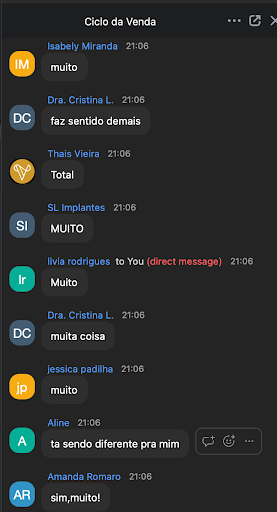 Ciclo da Venda
Isabely Miranda 21:06
IM
muito
Dra. Cristina L. 21:06
DC
faz sentido demais
Thais Vieira 21:06
Total
SL Implantes 21:06
SI
MUITO
livia rodrigues to You (direct message) 21:06
lr
Muito
Dra. Cristina L. 21:06
DC
muita coisa
jessica padilha 21:06
jp
muito
Aline 21:06
A
ta sendo diferente pra mim
Amanda Romaro 21:06
AR
sim,muito!